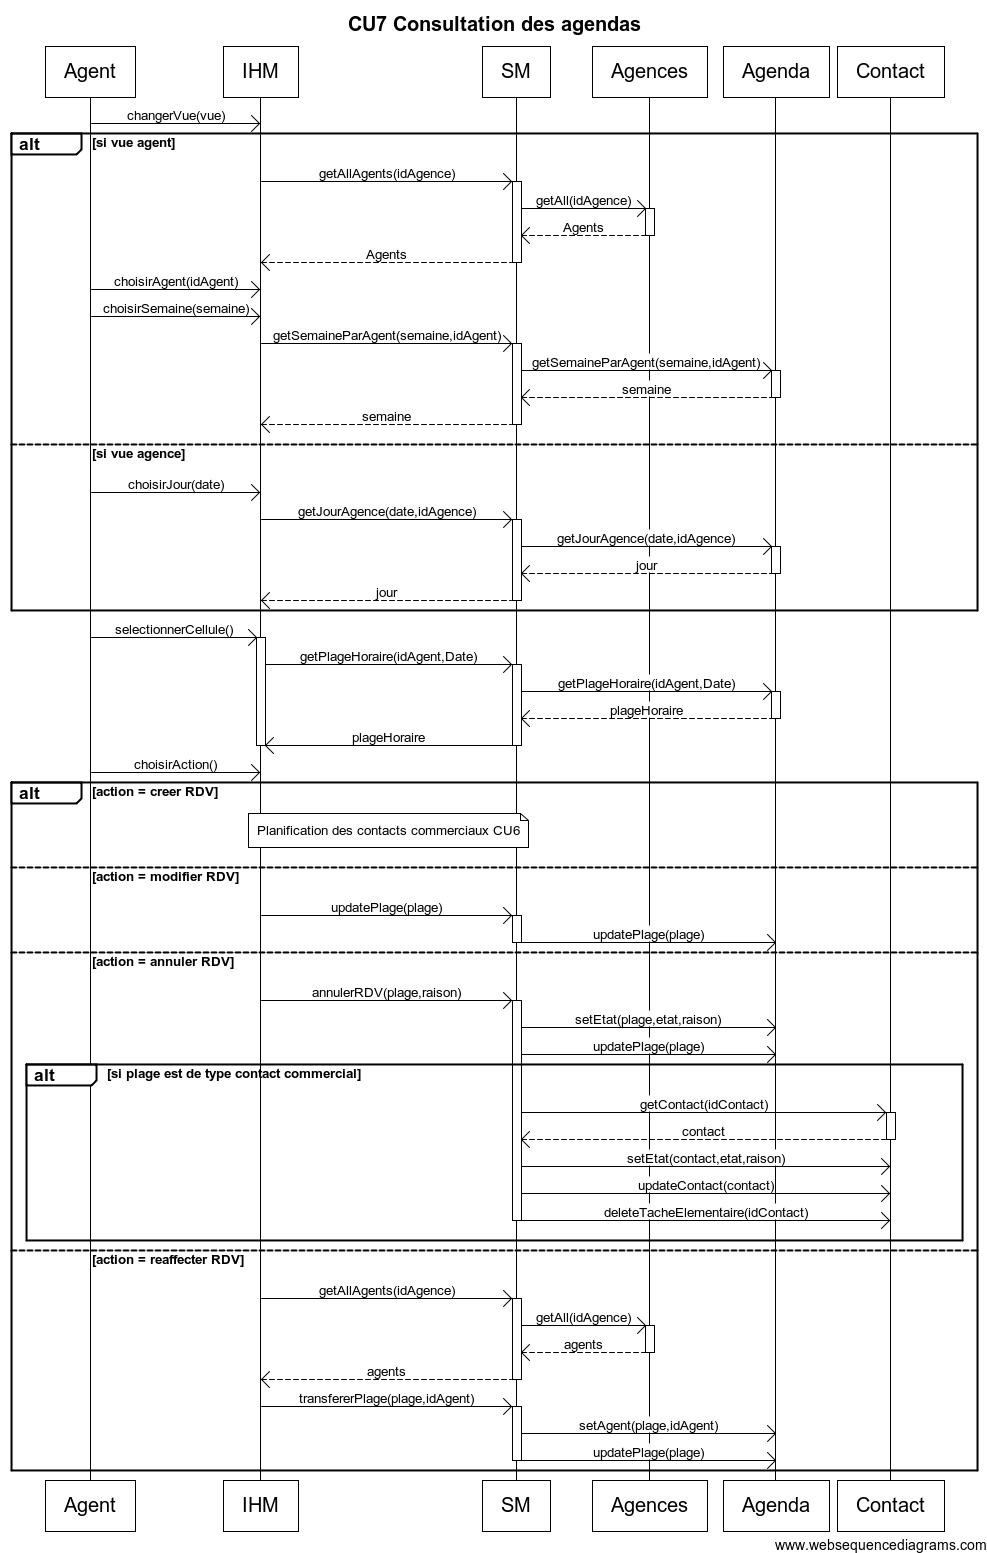 CU7 Consultation des agendas
Agent IHM SM Agences Agenda Contact
changerVue(vue)
alt [si vue agent]
getAllAgents(idAgence)
getAll(idAgence)
Agents
Agents
choisirAgent(idAgent)
choisirSemaine(semaine)
getSemaineParAgent(semaine,idAgent)
getSemaineParAgent(semaine,idAgent)
semaine
semaine
[si vue agence]
choisirJour(date)
getJourAgence(date,idAgence)
getJourAgence(date,idAgence)
jour
jour
selectionnerCellule()
getPlageHoraire(idAgent,Date)
getPlageHoraire(idAgent,Date)
plageHoraire
plageHoraire
choisirAction()
alt [action = creer RDV]
Planification des contacts commerciaux CU6
[action = modifier RDV]
updatePlage(plage)
updatePlage(plage)
[action = annuler RDV]
annulerRDV(plage,raison)
setEtat(plage,etat,raison)
updatePlage(plage)
alt [si plage est de type contact commercial]
getContact(idContact)
contact
setEtat(contact,etat,raison)
updateContact(contact)
deleteTacheElementaire(idContact)
[action = reaffecter RDV]
getAllAgents(idAgence)
getAll(idAgence)
agents
agents
transfererPlage(plage,idAgent)
setAgent(plage,idAgent)
updatePlage(plage)
Agent IHM SM Agences Agenda Contact
www.websequencediagrams.com